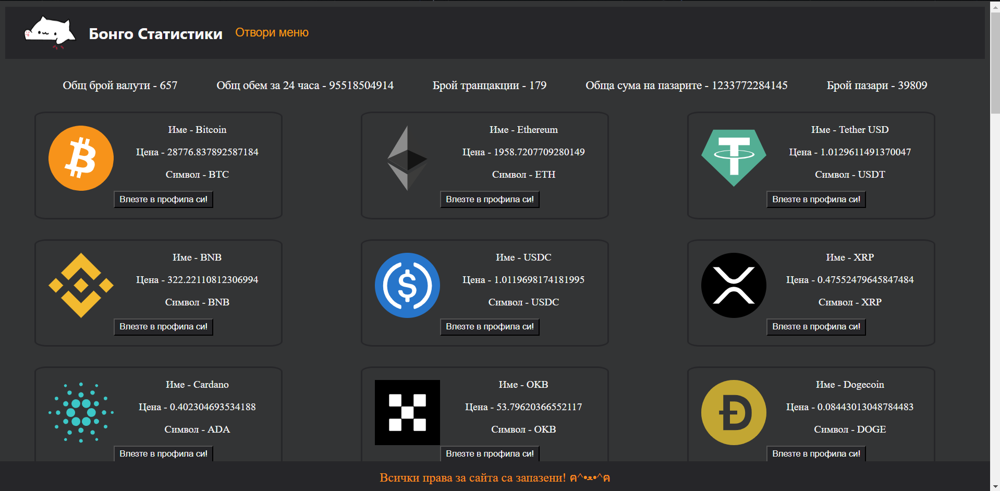 Бонго Статистики
Отвори меню
Общ брой валути - 657
Общ обем за 24 часа - 95518504914
Брой транцакции - 179
Обща сума на пазарите - 1233772284145
Брой пазари - 39809
Име - Bitcoin
Цена - 28776.837892587184
Символ - BTC
Влезте в профила си!
Име - Ethereum
Цена - 1958.7207709280149
Символ - ETH
Влезте в профила си!
Име - Tether USD
Цена - 1.0129611491370047
Символ - USDT
Влезте в профила си!
Име - BNB
Цена - 322.22110812306994
Символ - BNB
Влезте в профила си!
Име - USDC
Цена - 1.0119698174181995
Символ - USDC
Влезте в профила си!
Име - XRP
Цена - 0.47552479645847484
Символ - XRP
Влезте в профила си!
Име - Cardano
Цена - 0.402304693534188
Символ - ADA
Влезте в профила си!
Име - OKB
Цена - 53.79620366552117
Символ - OKB
Влезте в профила си!
Име - Dogecoin
Цена - 0.08443013048784483
Символ - DOGE
Влезте в профила си!
Всички права за сайта са запазени! ฅ^•ﻌ•^ฅ